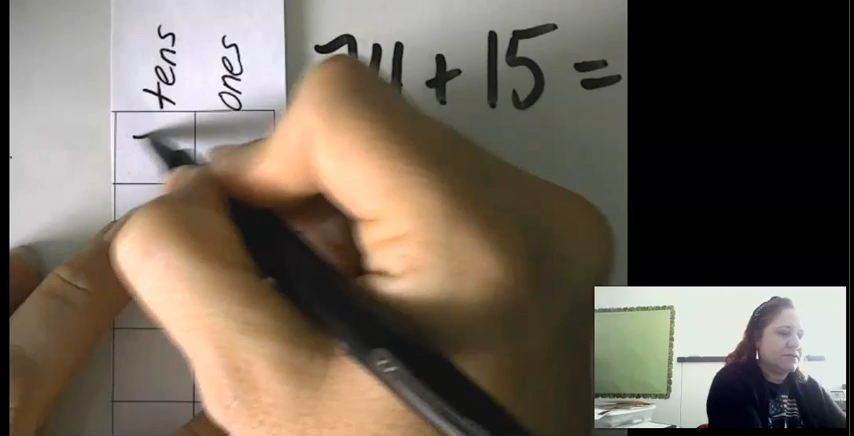 tens
ones
+ 15 =